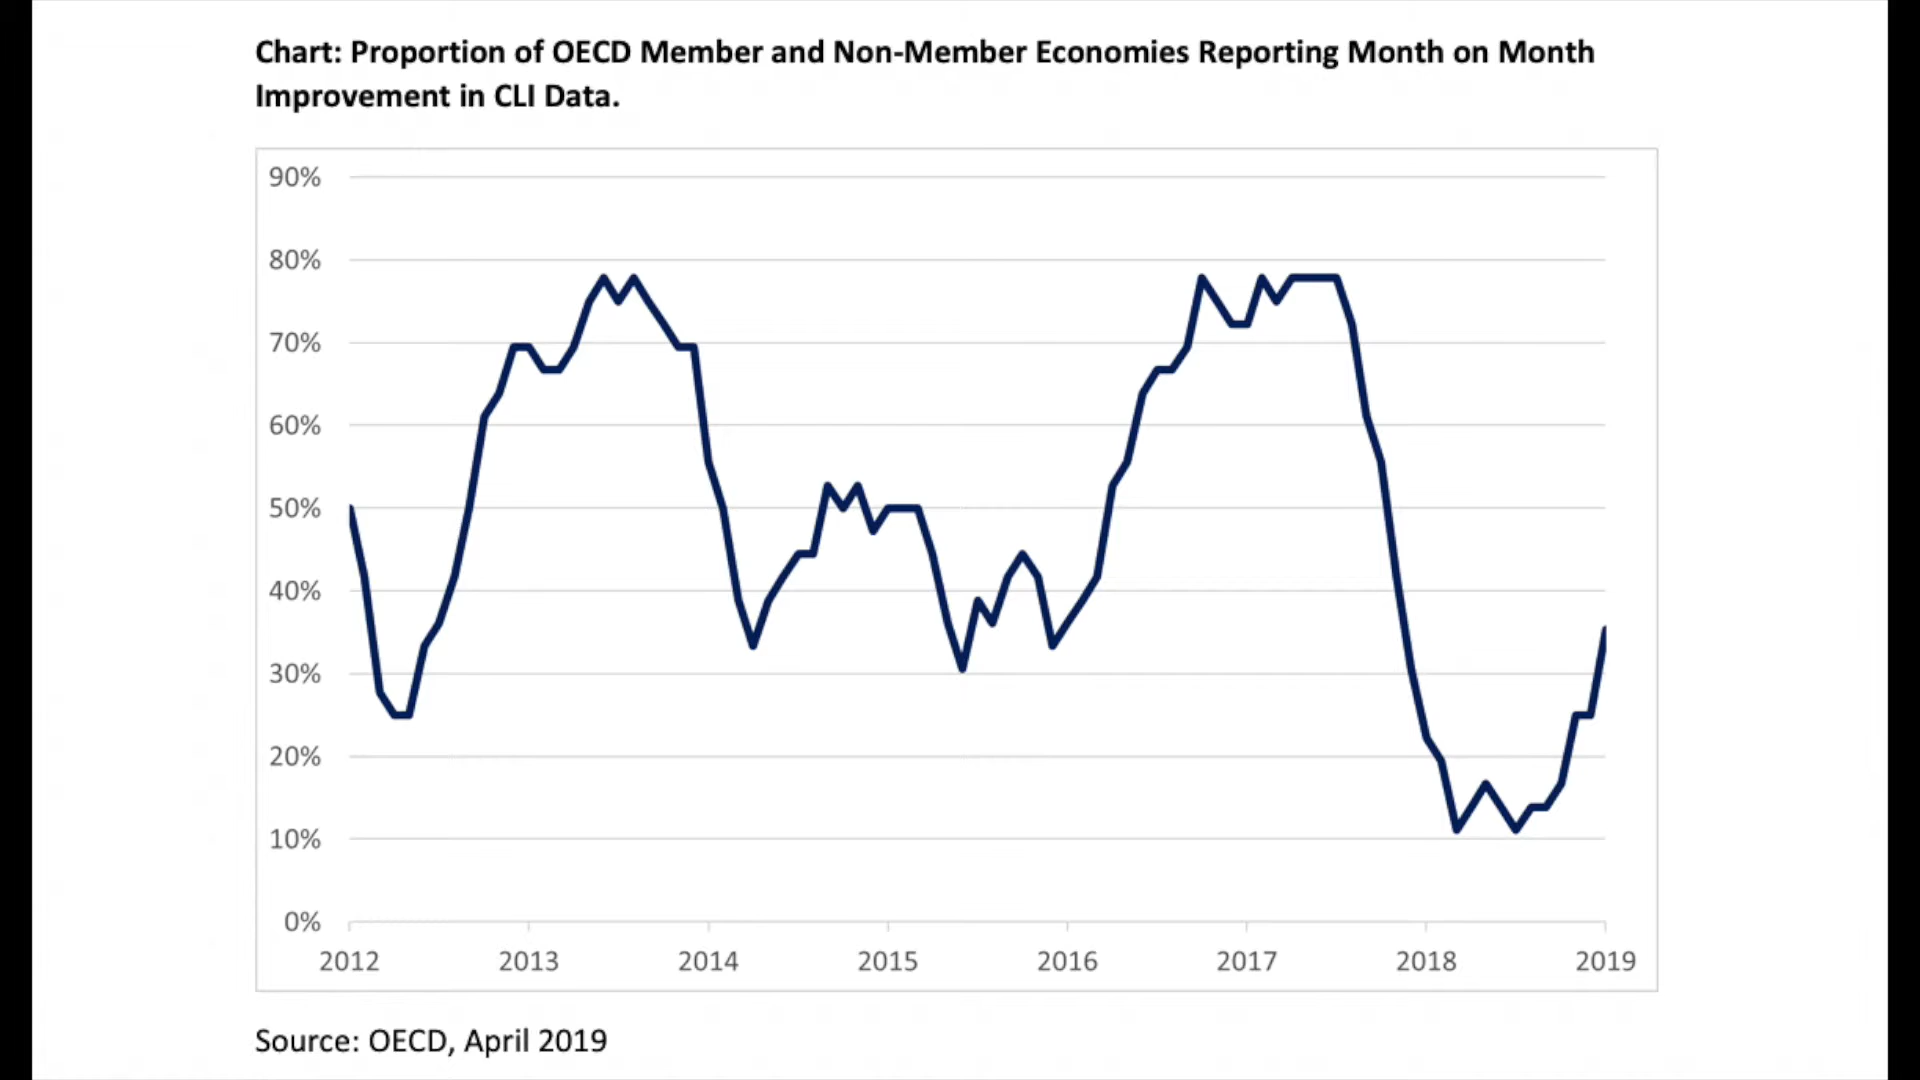 Chart: Proportion of OECD Member and Non-Member Economies Reporting Month on Month
Improvement in CLI Data.
90%
80%
70%
60%
50%
40%
30%
20%
10%
0%
2012 2013 2014 2015 2016 2017 2018 2019
Source: OECD, April 2019